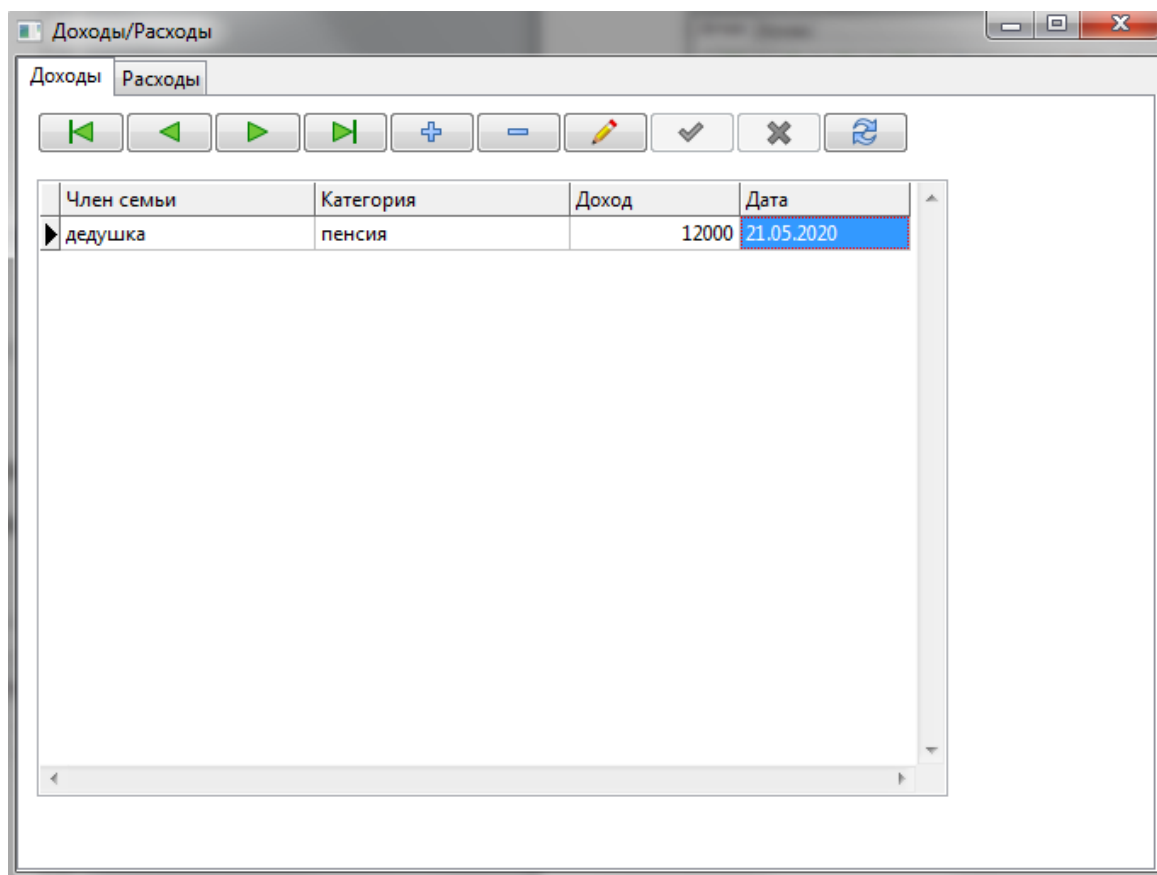 Доходы/Расходы
Доходы Расходы
Член семьи Категория Доход Дата
дедушка пенсия 12000 21.05.2020